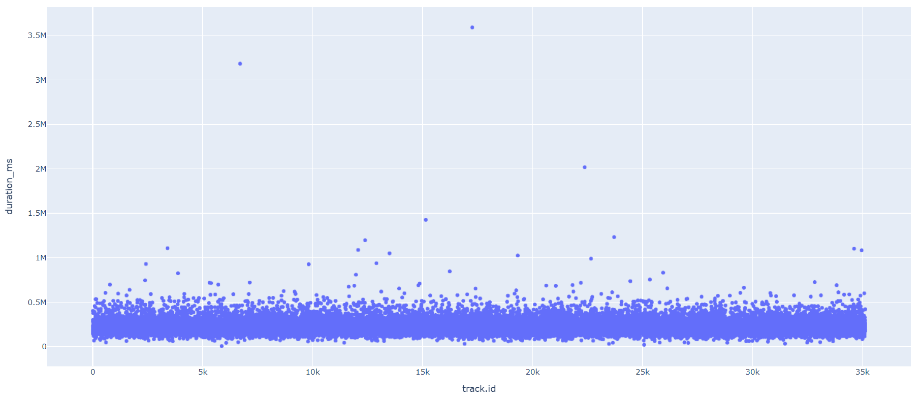 3.5M
3M
2.5M
2M
1.5M
1M
0.5M
0
duration_ms
0 5k 10k 15k 20k 25k 30k 35k
track.id